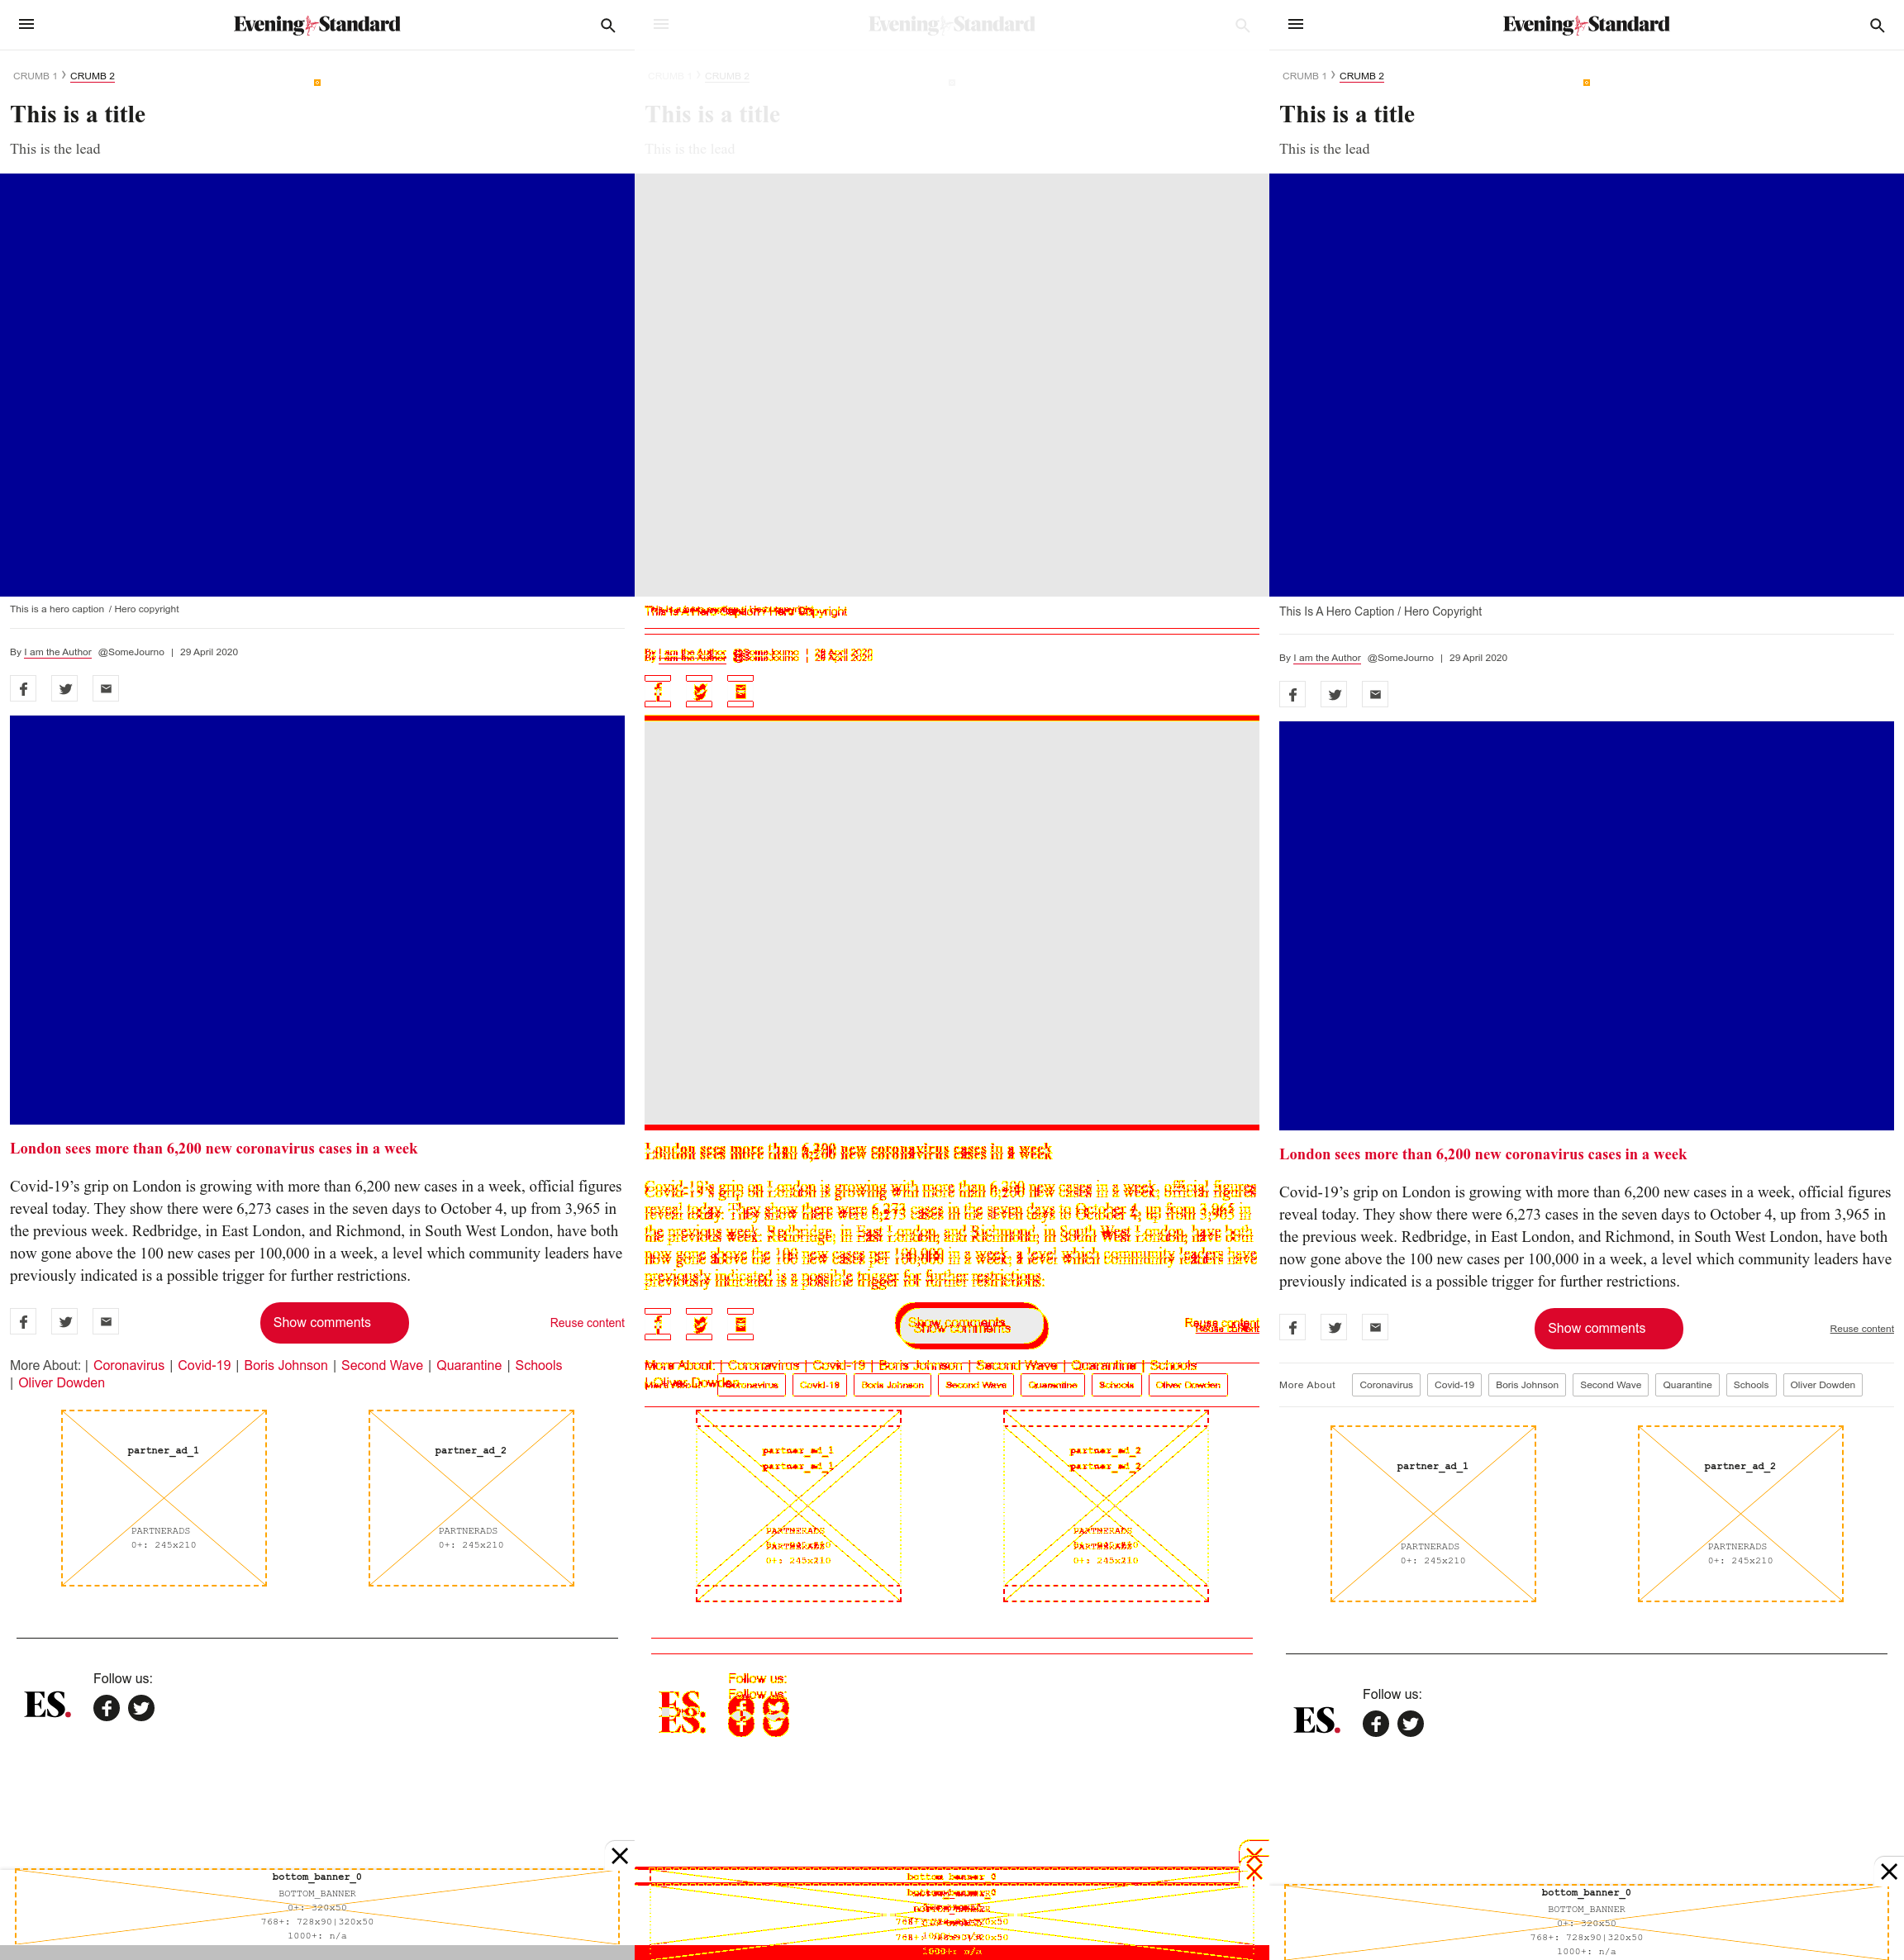 Evening Standard
CRUMB 1 › CRUMB 2
This is a title
This is the lead
This is a hero caption / Hero copyright
By I am the Author @SomeJourno | 29 April 2020
London sees more than 6,200 new coronavirus cases in a week
Covid-19’s grip on London is growing with more than 6,200 new cases in a week, official figures
reveal today. They show there were 6,273 cases in the seven days to October 4, up from 3,965 in
the previous week. Redbridge, in East London, and Richmond, in South West London, have both
now gone above the 100 new cases per 100,000 in a week, a level which community leaders have
previously indicated is a possible trigger for further restrictions.
Show comments
Reuse content
More About: | Coronavirus | Covid-19 | Boris Johnson | Second Wave | Quarantine | Schools
| Oliver Dowden
partner_ad_1
PARTNERADS
0+: 245x210
partner_ad_2
PARTNERADS
0+: 245x210
ES.
Follow us:
bottom_banner_0
BOTTOM_BANNER
0+: 320x50
768+: 728x90|320x50
1000+: n/a
Evening Standard
CRUMB 1 › CRUMB 2
This is a title
This is the lead
London sees more than 6,200 new coronavirus cases in a week
Covid-19’s grip on London is growing with more than 6,200 new cases in a week, official figures
reveal today. They show there were 6,273 cases in the seven days to October 4, up from 3,965 in
the previous week. Redbridge, in East London, and Richmond, in South West London, have both
now gone above the 100 new cases per 100,000 in a week, a level which community leaders have
previously indicated is a possible trigger for further restrictions.
Show comments
Show comments
Reuse content
More About: | Coronavirus | Covid-19 | Boris Johnson | Second Wave | Quarantine | Schools
| Oliver Dowden
Coronavirus Covid-19 Boris Johnson Second Wave Quarantine Schools Oliver Dowden
partner_ad_1
partner_ad_1
PARTNERADS
PARTNERADS
0+: 245x210
partner_ad_2
partner_ad_2
PARTNERADS
PARTNERADS
0+: 245x210
ES.
ES.
Follow us:
Follow us:
bottom_banner_0
1000+: n/a
Evening Standard
CRUMB 1 › CRUMB 2
This is a title
This is the lead
This Is A Hero Caption / Hero Copyright
By I am the Author @SomeJourno | 29 April 2020
London sees more than 6,200 new coronavirus cases in a week
Covid-19’s grip on London is growing with more than 6,200 new cases in a week, official figures
reveal today. They show there were 6,273 cases in the seven days to October 4, up from 3,965 in
the previous week. Redbridge, in East London, and Richmond, in South West London, have both
now gone above the 100 new cases per 100,000 in a week, a level which community leaders have
previously indicated is a possible trigger for further restrictions.
Show comments
Reuse content
More About Coronavirus Covid-19 Boris Johnson Second Wave Quarantine Schools Oliver Dowden
partner_ad_1
PARTNERADS
0+: 245x210
partner_ad_2
PARTNERADS
0+: 245x210
ES.
Follow us:
bottom_banner_0
BOTTOM_BANNER
0+: 320x50
768+: 728x90|320x50
1000+: n/a